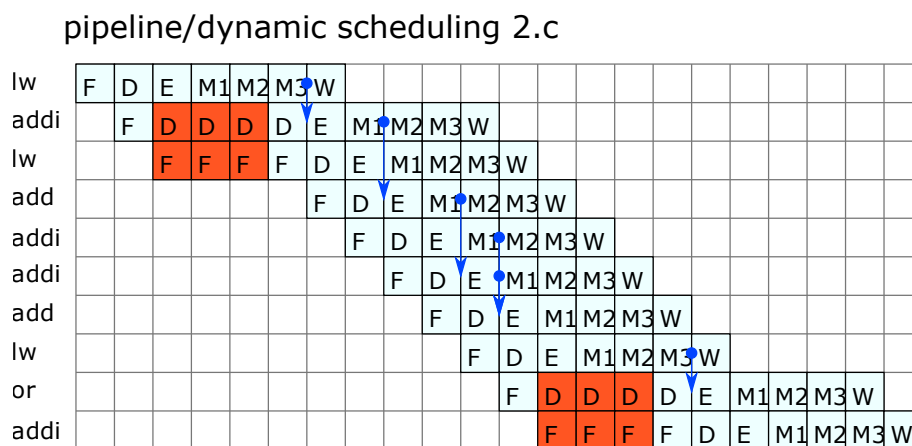 pipeline/dynamic scheduling 2.c
lw F D E M1 M2 M3 W
addi F D D D D E M1 M2 M3 W
lw F F F F D E M1 M2 M3 W
add F D E M1 M2 M3 W
addi F D E M1 M2 M3 W
addi F D E M1 M2 M3 W
add F D E M1 M2 M3 W
lw F D E M1 M2 M3 W
or F D D D D E M1 M2 M3 W
addi F F F F D E M1 M2 M3 W